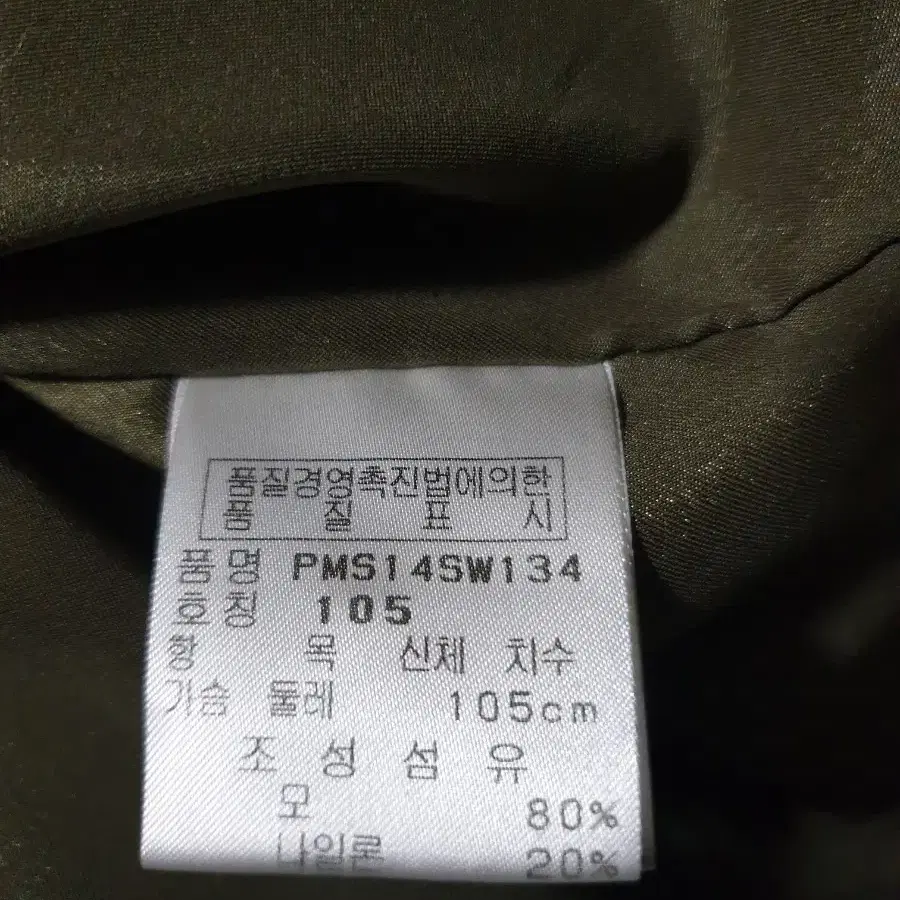 품질경영촉진법에의한
품 질 표 시
품 명 PMS14SW134
호 칭 105
항 목 신체 치수
가슴 둘레 105cm
조 성 섬 유
모 80%
나일론 20%